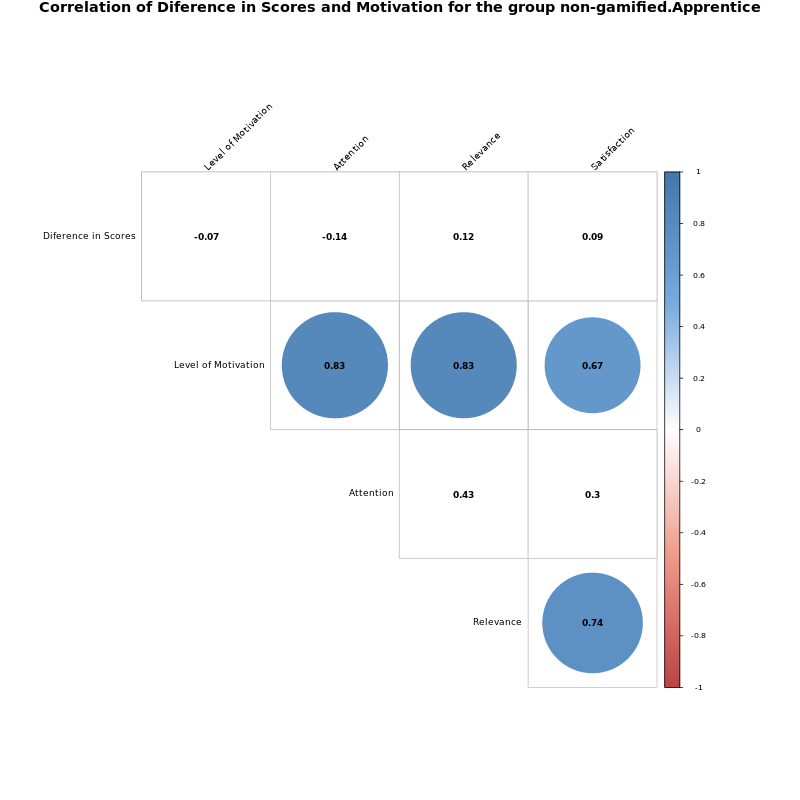 Correlation of Diference in Scores and Motivation for the group non-gamified.Apprentice
Level of Motivation
Attention
Relevance
Satisfaction
Diference in Scores
-0.07
-0.14
0.12
0.09
Level of Motivation
0.83
0.83
0.67
Attention
0.43
0.3
Relevance
0.74
1
0.8
0.6
0.4
0.2
0
-0.2
-0.4
-0.6
-0.8
-1